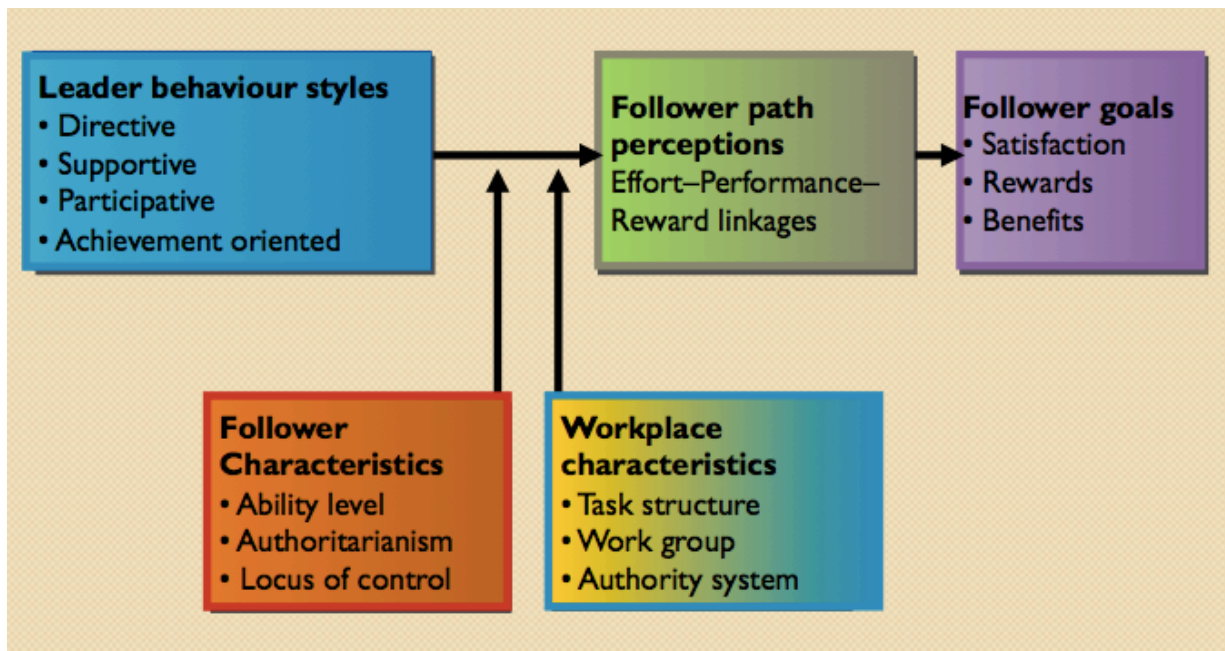 Leader behaviour styles
• Directive
• Supportive
• Participative
• Achievement oriented
Follower path
perceptions
Effort–Performance–
Reward linkages
Follower goals
• Satisfaction
• Rewards
• Benefits
Follower
Characteristics
• Ability level
• Authoritarianism
• Locus of control
Workplace
characteristics
• Task structure
• Work group
• Authority system